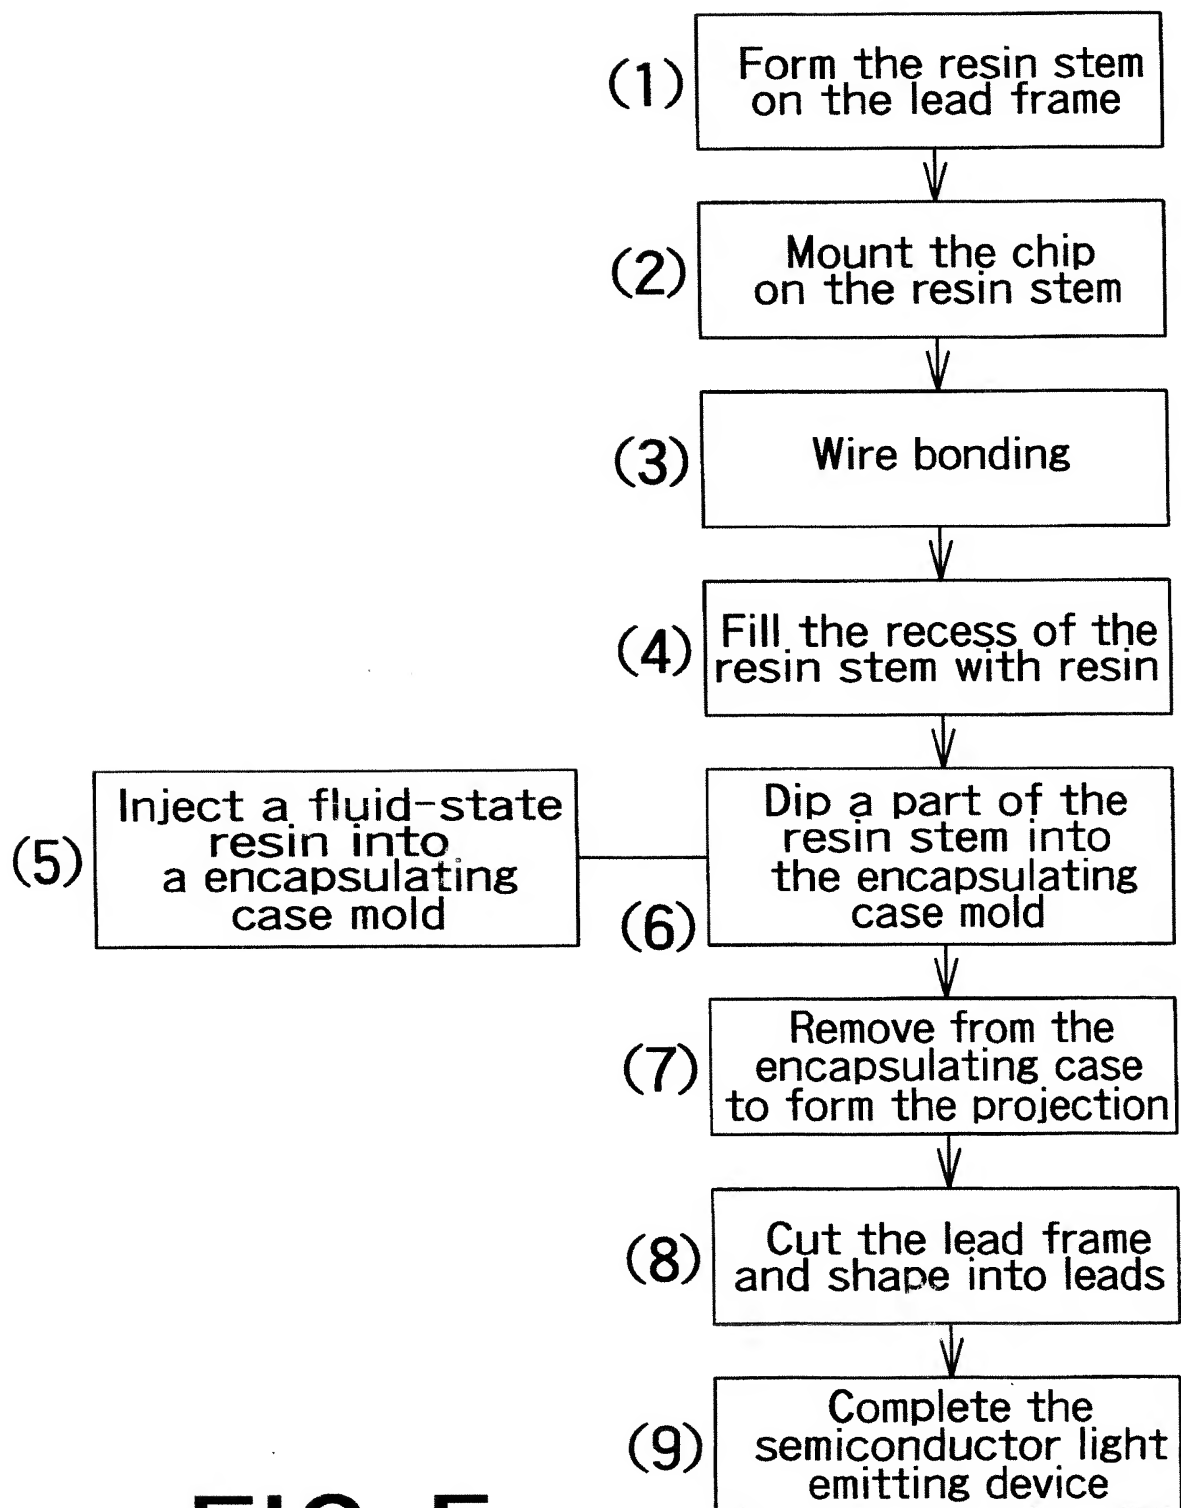 (1)
Form the resin stem
on the lead frame
(2)
Mount the chip
on the resin stem
(3)
Wire bonding
(4)
Fill the recess of the
resin stem with resin
(5)
Inject a fluid-state
resin into
a encapsulating
case mold
(6)
Dip a part of the
resin stem into
the encapsulating
case mold
(7)
Remove from the
encapsulating case
to form the projection
(8)
Cut the lead frame
and shape into leads
(9)
Complete the
semiconductor light
emitting device